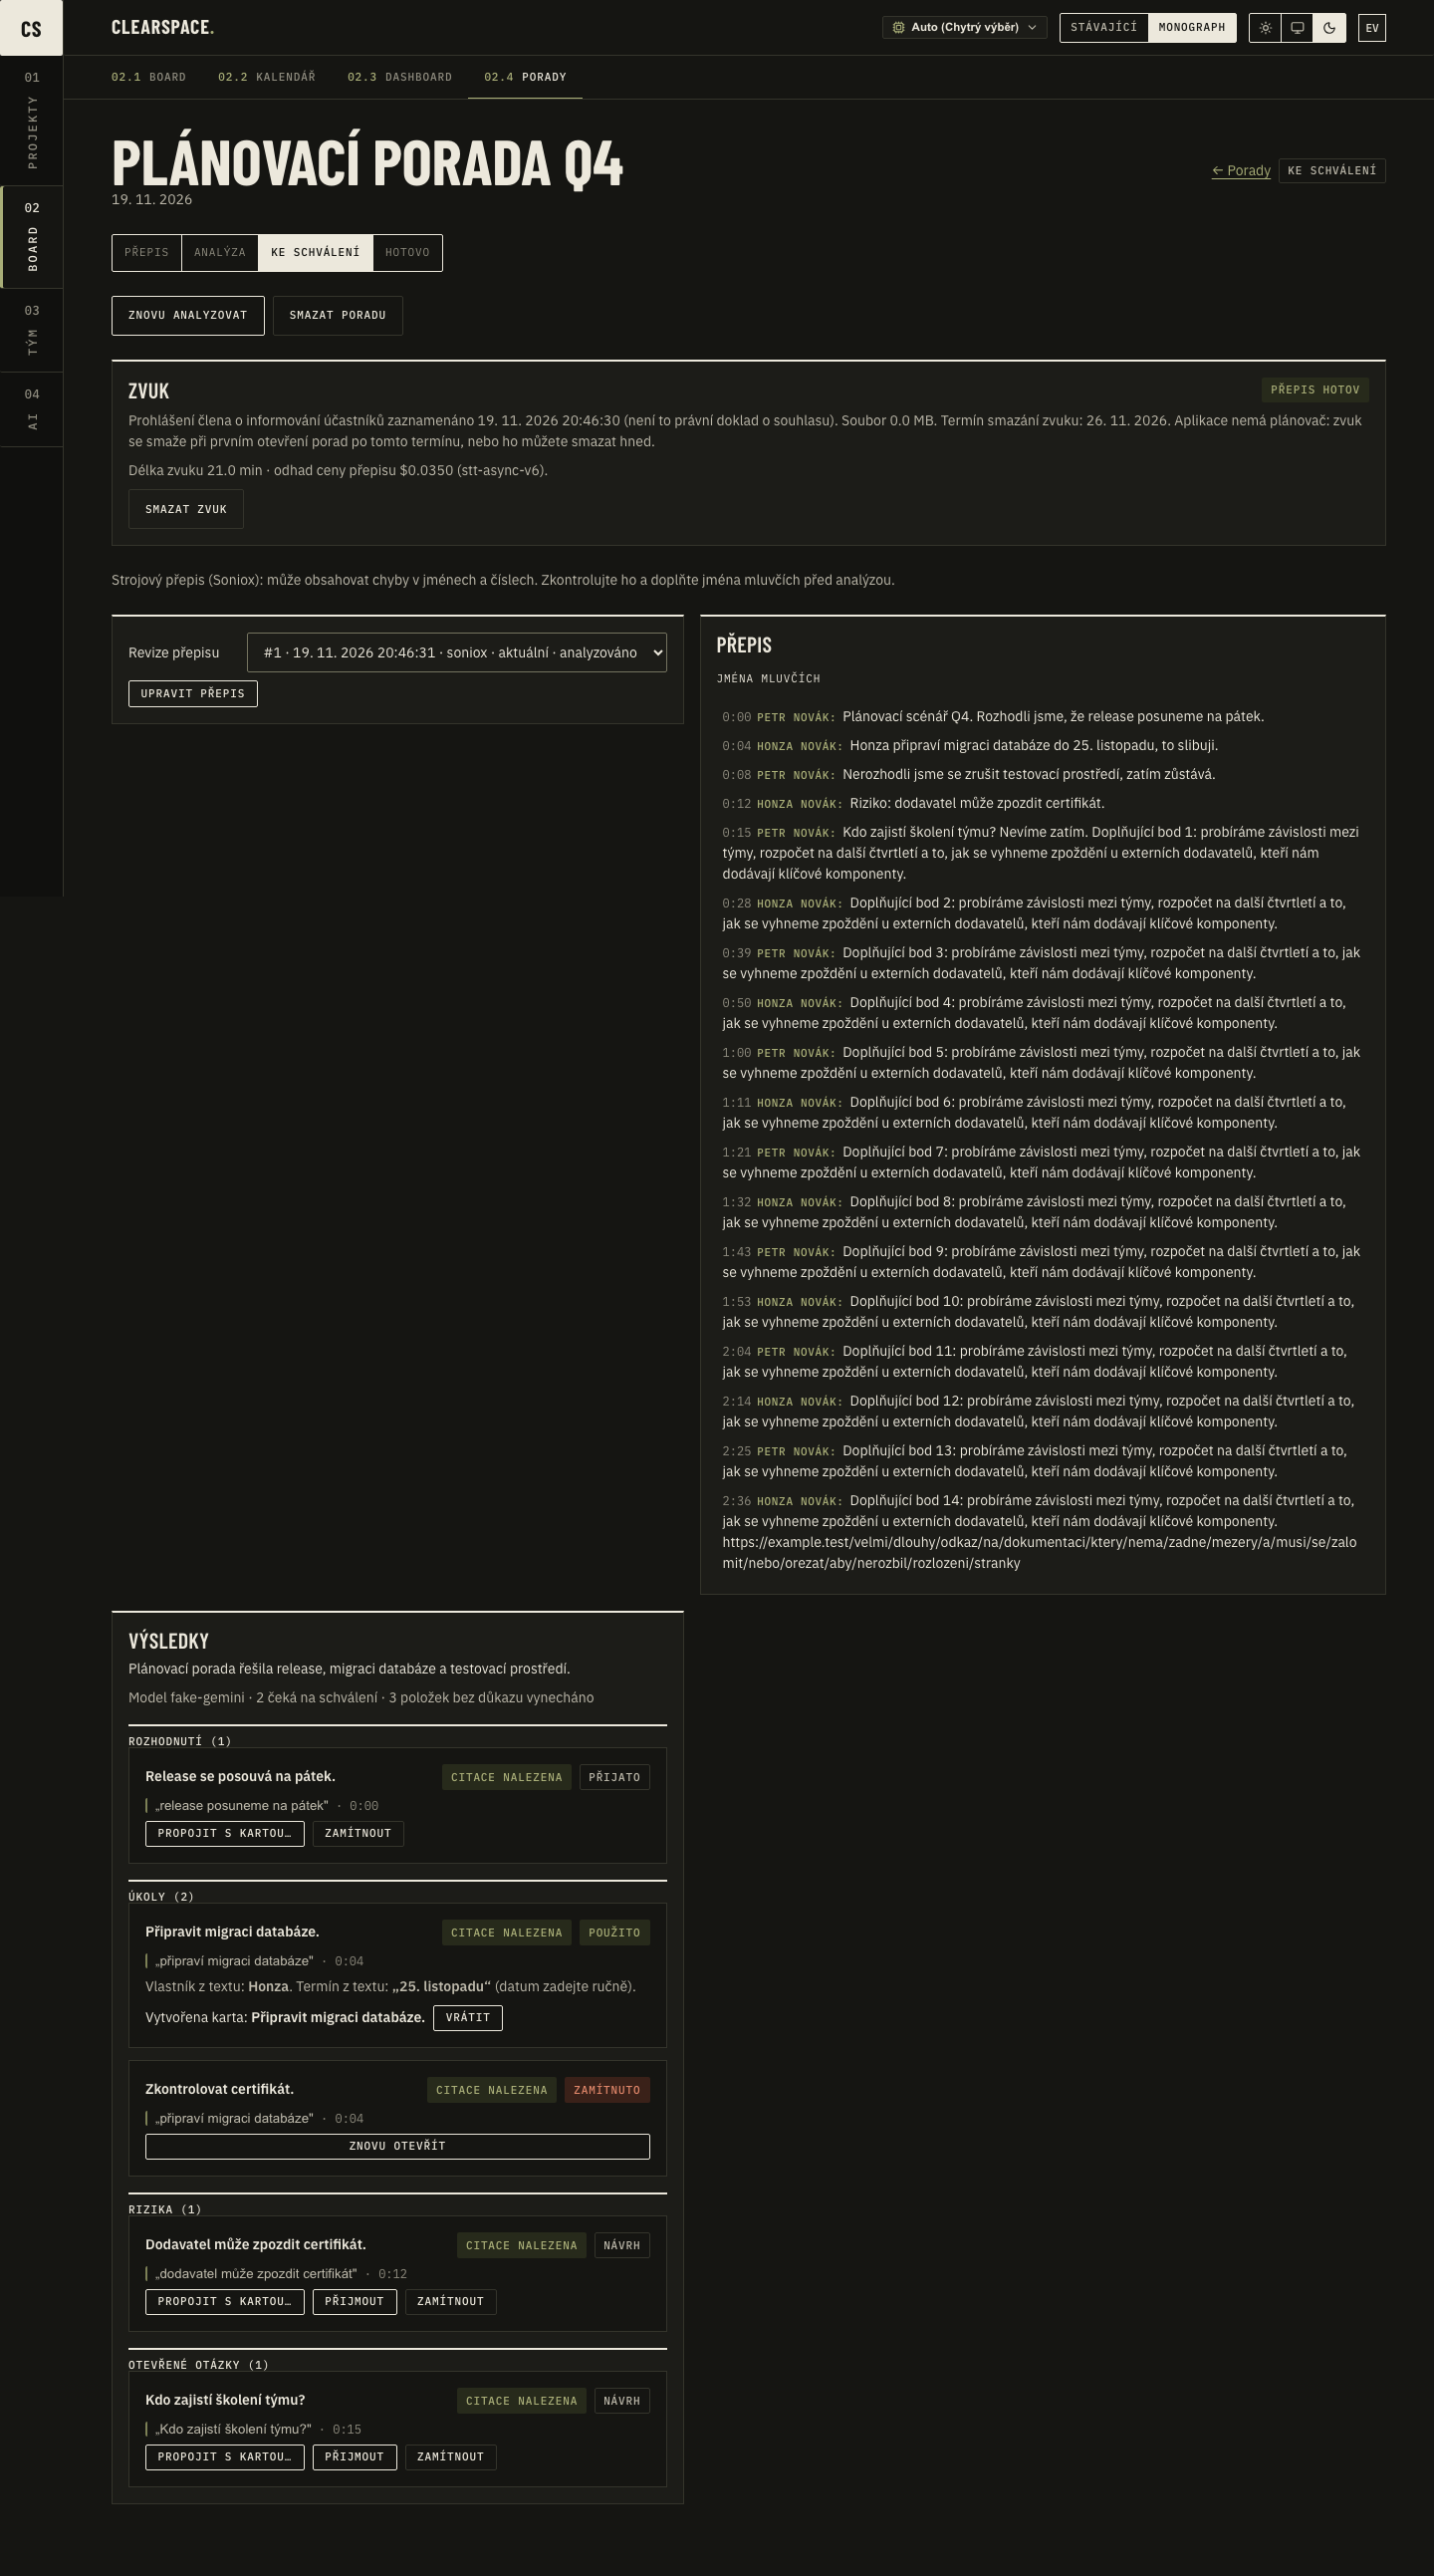 CS
CLEARSPACE.
Auto (Chytrý výběr)
STÁVAJÍCÍ
MONOGRAPH
EV
01 PROJEKTY
02 BOARD
03 TÝM
04 AI
02.1 BOARD
02.2 KALENDÁŘ
02.3 DASHBOARD
02.4 PORADY
PLÁNOVACÍ PORADA Q4
19. 11. 2026
← Porady
KE SCHVÁLENÍ
PŘEPIS
ANALÝZA
KE SCHVÁLENÍ
HOTOVO
ZNOVU ANALYZOVAT
SMAZAT PORADU
ZVUK
PŘEPIS HOTOV
Prohlášení člena o informování účastníků zaznamenáno 19. 11. 2026 20:46:30 (není to právní doklad o souhlasu). Soubor 0.0 MB. Termín smazání zvuku: 26. 11. 2026. Aplikace nemá plánovač: zvuk
se smaže při prvním otevření porad po tomto termínu, nebo ho můžete smazat hned.
Délka zvuku 21.0 min · odhad ceny přepisu $0.0350 (stt-async-v6).
SMAZAT ZVUK
Strojový přepis (Soniox): může obsahovat chyby v jménech a číslech. Zkontrolujte ho a doplňte jména mluvčích před analýzou.
Revize přepisu
#1 · 19. 11. 2026 20:46:31 · soniox · aktuální · analyzováno
UPRAVIT PŘEPIS
PŘEPIS
JMÉNA MLUVČÍCH
0:00 PETR NOVÁK: Plánovací scénář Q4. Rozhodli jsme, že release posuneme na pátek.
0:04 HONZA NOVÁK: Honza připraví migraci databáze do 25. listopadu, to slibuji.
0:08 PETR NOVÁK: Nerozhodli jsme se zrušit testovací prostředí, zatím zůstává.
0:12 HONZA NOVÁK: Riziko: dodavatel může zpozdit certifikát.
0:15 PETR NOVÁK: Kdo zajistí školení týmu? Nevíme zatím. Doplňující bod 1: probíráme závislosti mezi
týmy, rozpočet na další čtvrtletí a to, jak se vyhneme zpoždění u externích dodavatelů, kteří nám
dodávají klíčové komponenty.
0:28 HONZA NOVÁK: Doplňující bod 2: probíráme závislosti mezi týmy, rozpočet na další čtvrtletí a to,
jak se vyhneme zpoždění u externích dodavatelů, kteří nám dodávají klíčové komponenty.
0:39 PETR NOVÁK: Doplňující bod 3: probíráme závislosti mezi týmy, rozpočet na další čtvrtletí a to, jak
se vyhneme zpoždění u externích dodavatelů, kteří nám dodávají klíčové komponenty.
0:50 HONZA NOVÁK: Doplňující bod 4: probíráme závislosti mezi týmy, rozpočet na další čtvrtletí a to,
jak se vyhneme zpoždění u externích dodavatelů, kteří nám dodávají klíčové komponenty.
1:00 PETR NOVÁK: Doplňující bod 5: probíráme závislosti mezi týmy, rozpočet na další čtvrtletí a to, jak
se vyhneme zpoždění u externích dodavatelů, kteří nám dodávají klíčové komponenty.
1:11 HONZA NOVÁK: Doplňující bod 6: probíráme závislosti mezi týmy, rozpočet na další čtvrtletí a to,
jak se vyhneme zpoždění u externích dodavatelů, kteří nám dodávají klíčové komponenty.
1:21 PETR NOVÁK: Doplňující bod 7: probíráme závislosti mezi týmy, rozpočet na další čtvrtletí a to, jak
se vyhneme zpoždění u externích dodavatelů, kteří nám dodávají klíčové komponenty.
1:32 HONZA NOVÁK: Doplňující bod 8: probíráme závislosti mezi týmy, rozpočet na další čtvrtletí a to,
jak se vyhneme zpoždění u externích dodavatelů, kteří nám dodávají klíčové komponenty.
1:43 PETR NOVÁK: Doplňující bod 9: probíráme závislosti mezi týmy, rozpočet na další čtvrtletí a to, jak
se vyhneme zpoždění u externích dodavatelů, kteří nám dodávají klíčové komponenty.
1:53 HONZA NOVÁK: Doplňující bod 10: probíráme závislosti mezi týmy, rozpočet na další čtvrtletí a to,
jak se vyhneme zpoždění u externích dodavatelů, kteří nám dodávají klíčové komponenty.
2:04 PETR NOVÁK: Doplňující bod 11: probíráme závislosti mezi týmy, rozpočet na další čtvrtletí a to,
jak se vyhneme zpoždění u externích dodavatelů, kteří nám dodávají klíčové komponenty.
2:14 HONZA NOVÁK: Doplňující bod 12: probíráme závislosti mezi týmy, rozpočet na další čtvrtletí a to,
jak se vyhneme zpoždění u externích dodavatelů, kteří nám dodávají klíčové komponenty.
2:25 PETR NOVÁK: Doplňující bod 13: probíráme závislosti mezi týmy, rozpočet na další čtvrtletí a to,
jak se vyhneme zpoždění u externích dodavatelů, kteří nám dodávají klíčové komponenty.
2:36 HONZA NOVÁK: Doplňující bod 14: probíráme závislosti mezi týmy, rozpočet na další čtvrtletí a to,
jak se vyhneme zpoždění u externích dodavatelů, kteří nám dodávají klíčové komponenty.
https://example.test/velmi/dlouhy/odkaz/na/dokumentaci/ktery/nema/zadne/mezery/a/musi/se/zalo
mit/nebo/orezat/aby/nerozbil/rozlozeni/stranky
VÝSLEDKY
Plánovací porada řešila release, migraci databáze a testovací prostředí.
Model fake-gemini · 2 čeká na schválení · 3 položek bez důkazu vynecháno
ROZHODNUTÍ (1)
Release se posouvá na pátek.
CITACE NALEZENA
PŘIJATO
„release posuneme na pátek" · 0:00
PROPOJIT S KARTOU…
ZAMÍTNOUT
ÚKOLY (2)
Připravit migraci databáze.
CITACE NALEZENA
POUŽITO
„připraví migraci databáze" · 0:04
Vlastník z textu: Honza. Termín z textu: „25. listopadu“ (datum zadejte ručně).
Vytvořena karta: Připravit migraci databáze.
VRÁTIT
Zkontrolovat certifikát.
CITACE NALEZENA
ZAMÍTNUTO
„připraví migraci databáze" · 0:04
ZNOVU OTEVŘÍT
RIZIKA (1)
Dodavatel může zpozdit certifikát.
CITACE NALEZENA
NÁVRH
„dodavatel může zpozdit certifikát" · 0:12
PROPOJIT S KARTOU…
PŘIJMOUT
ZAMÍTNOUT
OTEVŘENÉ OTÁZKY (1)
Kdo zajistí školení týmu?
CITACE NALEZENA
NÁVRH
„Kdo zajistí školení týmu?" · 0:15
PROPOJIT S KARTOU…
PŘIJMOUT
ZAMÍTNOUT